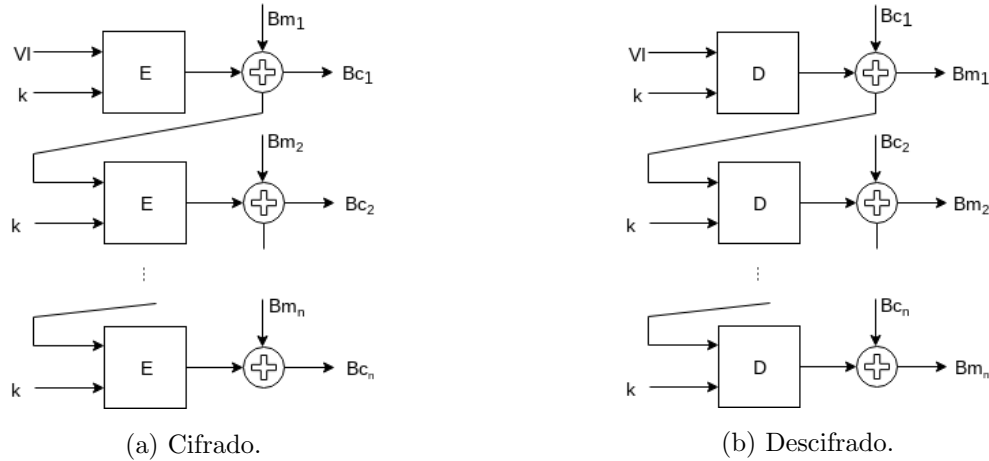 Bm1
VI
E
Bc1
k
Bm2
E
Bc2
k
...
Bmn
E
Bcn
k
(a) Cifrado.
Bc1
VI
D
Bm1
k
Bc2
D
Bm2
k
...
Bcn
D
Bmn
k
(b) Descifrado.